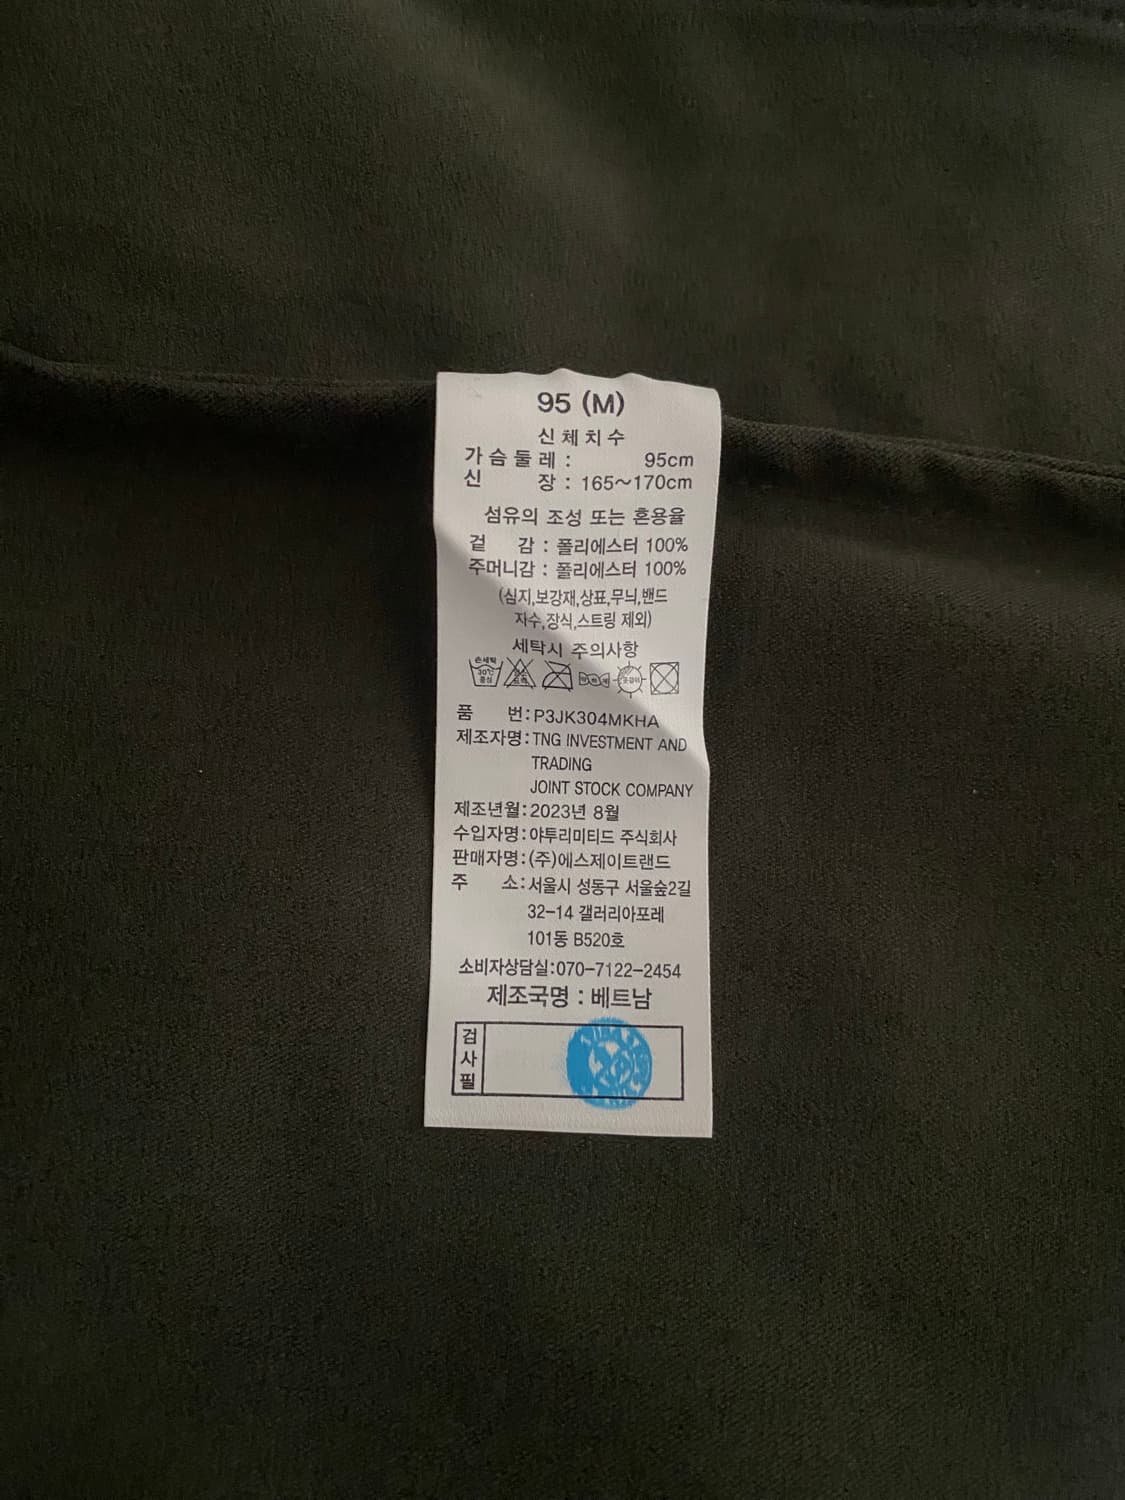 95 (M)
신체치수
가슴둘레 : 95cm
신 장 : 165~170cm
섬유의 조성 또는 혼용율
겉 감 : 폴리에스터 100%
주머니감 : 폴리에스터 100%
(심지,보강재,상표,무늬,밴드
자수,장식,스트링 제외)
세탁시 주의사항
손세탁
30℃
중성
품 번:P3JK304MKHA
제조자명:TNG INVESTMENT AND
TRADING
JOINT STOCK COMPANY
제조년월:2023년 8월
수입자명:야투리미티드 주식회사
판매자명:(주)에스제이트랜드
주 소:서울시 성동구 서울숲2길
32-14 갤러리아포레
101동 B520호
소비자상담실:070-7122-2454
제조국명 : 베트남
검사필